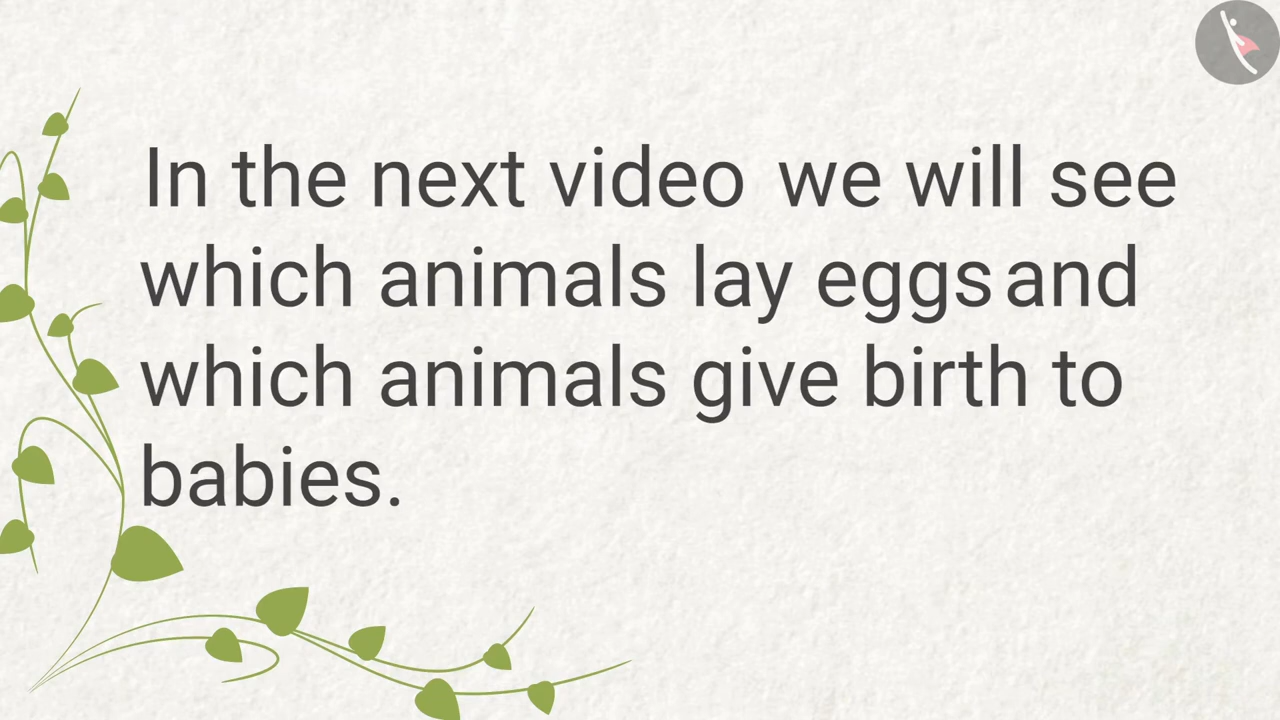 In the next video we will see
which animals lay eggs and
which animals give birth to
babies.